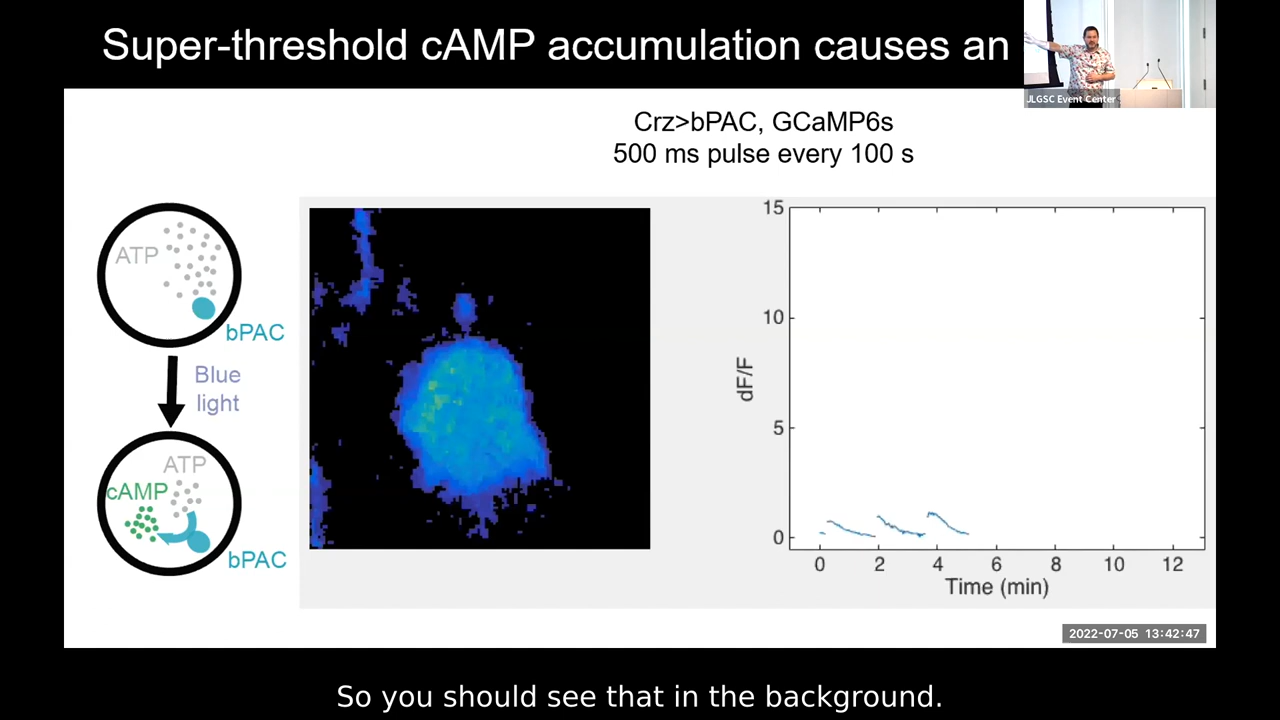 Super-threshold cAMP accumulation causes an
JLGSC Event Center
Crz>bPAC, GCaMP6s
500 ms pulse every 100 s
ATP
bPAC
Blue
light
ATP
cAMP
bPAC
15
10
5
0
dF/F
0 2 4 6 8 10 12
Time (min)
2022-07-05 13:42:47
So you should see that in the background.